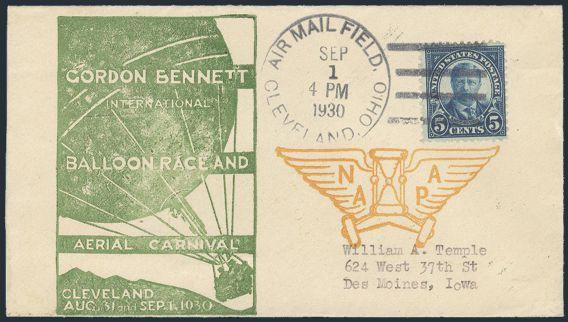 GORDON BENNETT
INTERNATIONAL
BALLOON RACE AND
AERIAL CARNIVAL
CLEVELAND
AUG. 31 AND SEPT. 1, 1930
AIR MAIL FIELD,
CLEVELAND, OHIO
SEP
1
4 PM
1930
UNITED STATES POSTAGE
5 CENTS 5
N A
A P A
William A. Temple
624 West 37th St
Des Moines, Iowa